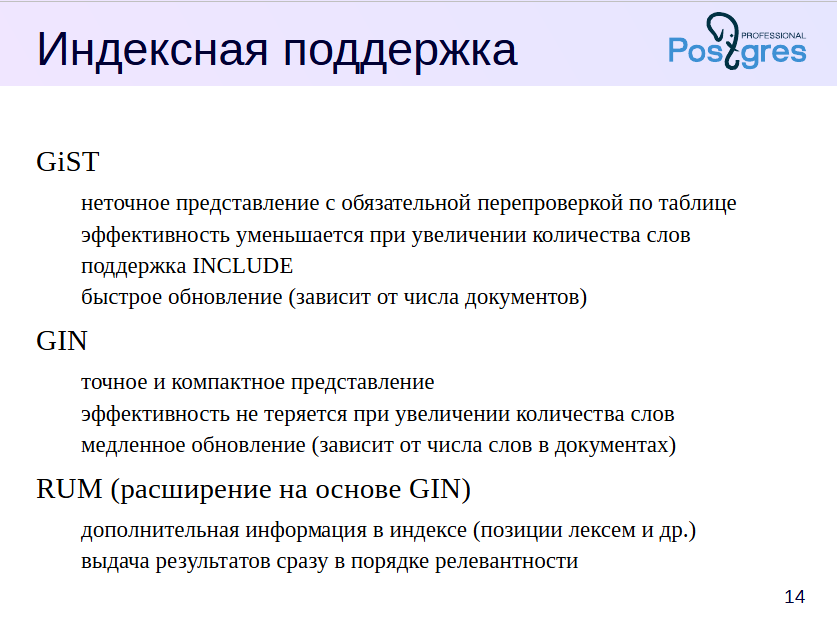 Индексная поддержка
PROFESSIONAL
Postgres
GiST
неточное представление с обязательной перепроверкой по таблице
эффективность уменьшается при увеличении количества слов
поддержка INCLUDE
быстрое обновление (зависит от числа документов)
GIN
точное и компактное представление
эффективность не теряется при увеличении количества слов
медленное обновление (зависит от числа слов в документах)
RUM (расширение на основе GIN)
дополнительная информация в индексе (позиции лексем и др.)
выдача результатов сразу в порядке релевантности
14